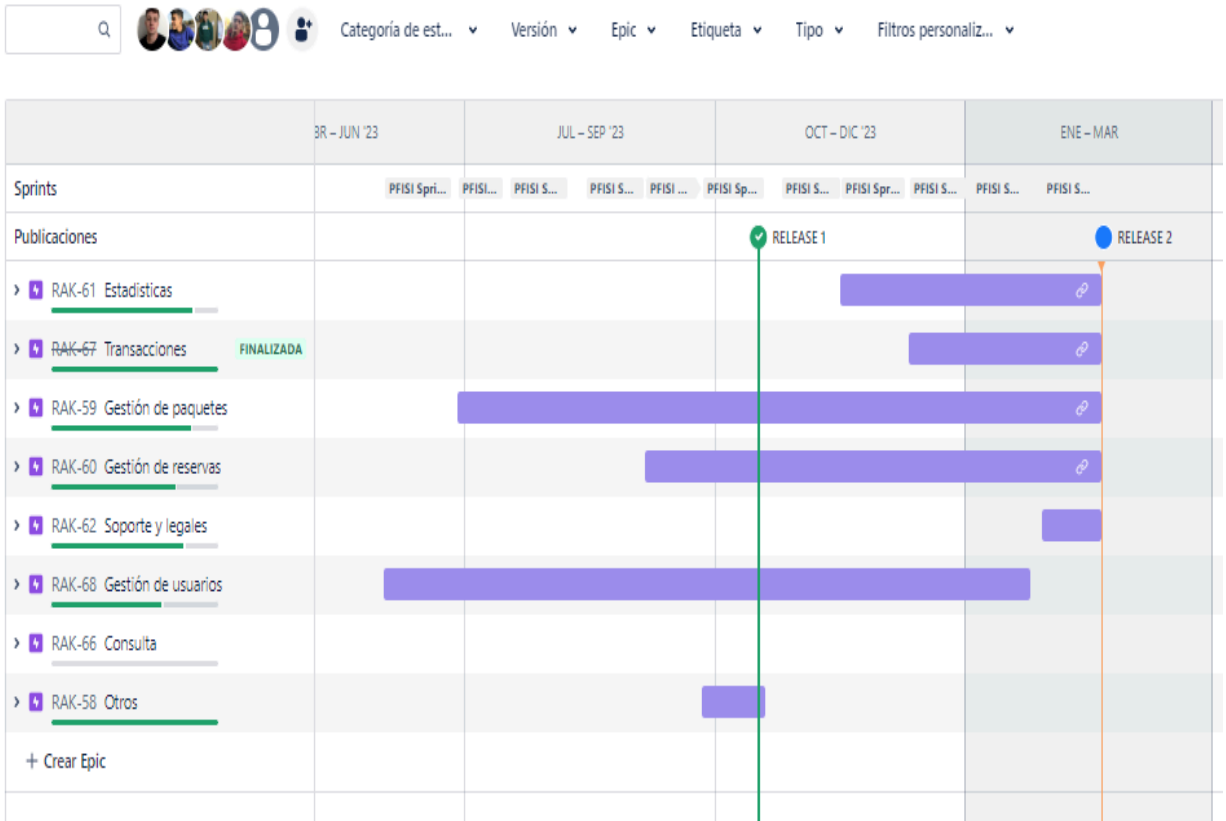 Categoría de est... Versión Epic Etiqueta Tipo Filtros personaliz...
BR – JUN '23 JUL – SEP '23 OCT – DIC '23 ENE – MAR
Sprints PFISI Spri... PFISI... PFISI S... PFISI S... PFISI ... PFISI Sp... PFISI S... PFISI Spr... PFISI S... PFISI S... PFISI S...
Publicaciones RELEASE 1 RELEASE 2
RAK-61 Estadisticas
RAK-67 Transacciones FINALIZADA
RAK-59 Gestión de paquetes
RAK-60 Gestión de reservas
RAK-62 Soporte y legales
RAK-68 Gestión de usuarios
RAK-66 Consulta
RAK-58 Otros
+ Crear Epic